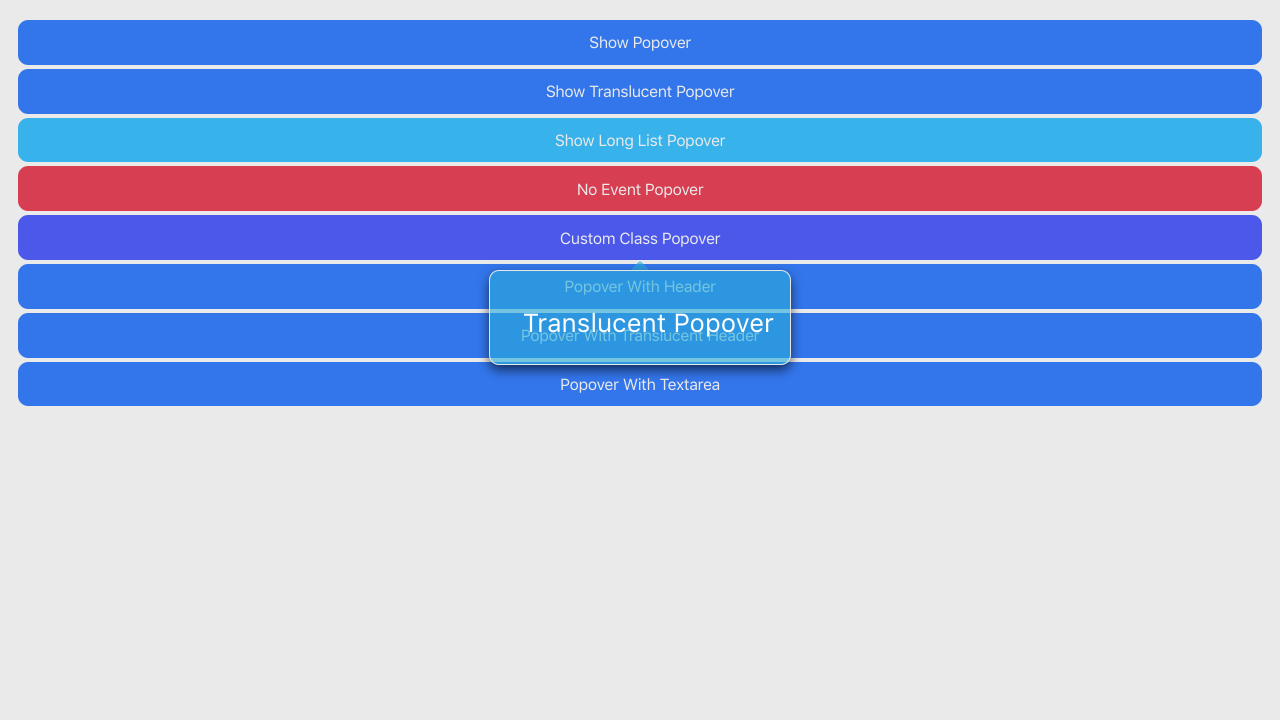 Show Popover
Show Translucent Popover
Show Long List Popover
No Event Popover
Custom Class Popover
Popover With Header
Translucent Popover
Popover With Translucent Header
Popover With Textarea